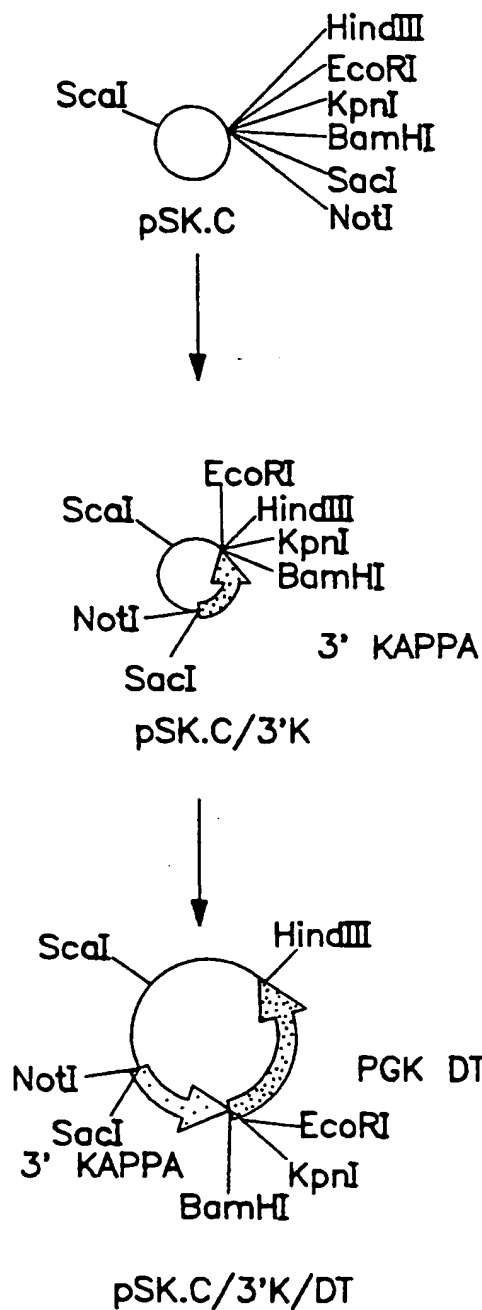 HindIII
EcoRI
ScaI
KpnI
BamHI
SacI
NotI
pSK.C
EcoRI
ScaI
HindIII
KpnI
BamHI
NotI
3' KAPPA
SacI
pSK.C/3'K
HindIII
ScaI
NotI
PGK DT
SacI
EcoRI
3' KAPPA
KpnI
BamHI
pSK.C/3'K/DT